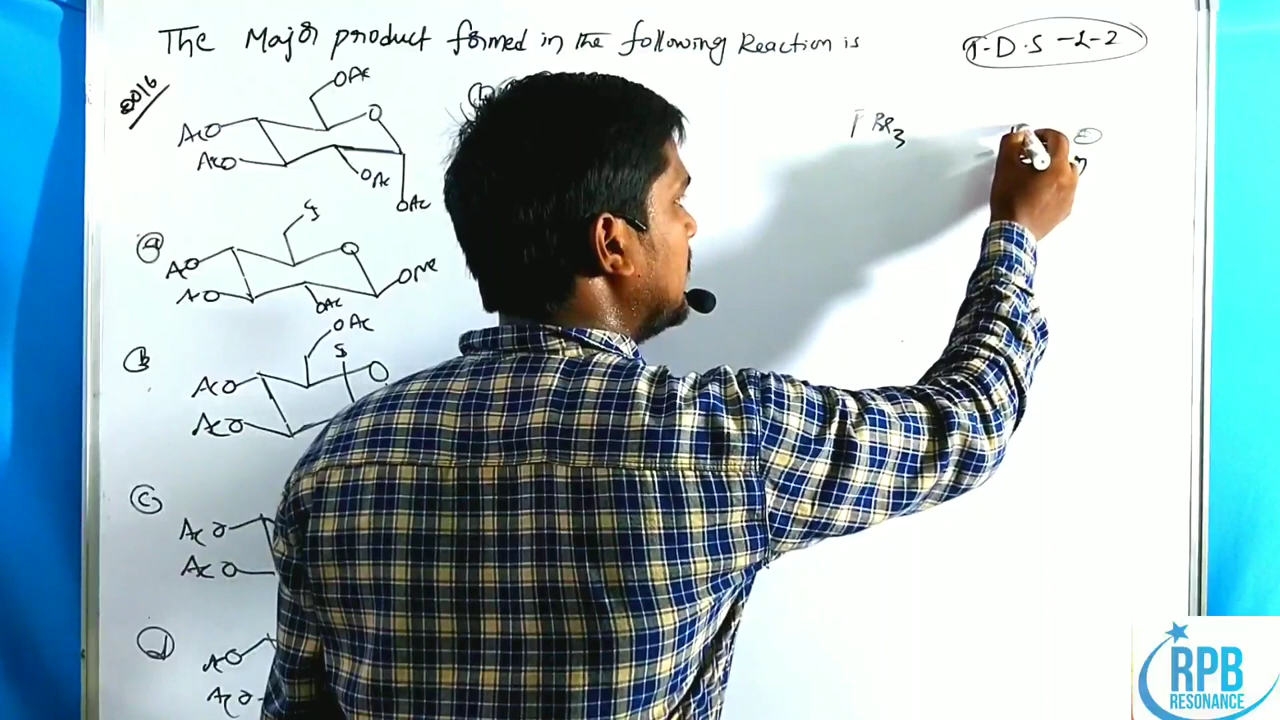 The Major product formed in the following Reaction is
T-D-S-1-2
2016
OAc
O
AcO
AcO
OAc
OAc
PBr3
a
S
O
AcO
AcO
OAc
OMe
b
OAc
S
O
AcO
AcO
c
AcO
AcO
d
AcO
AcO
RPB
RESONANCE